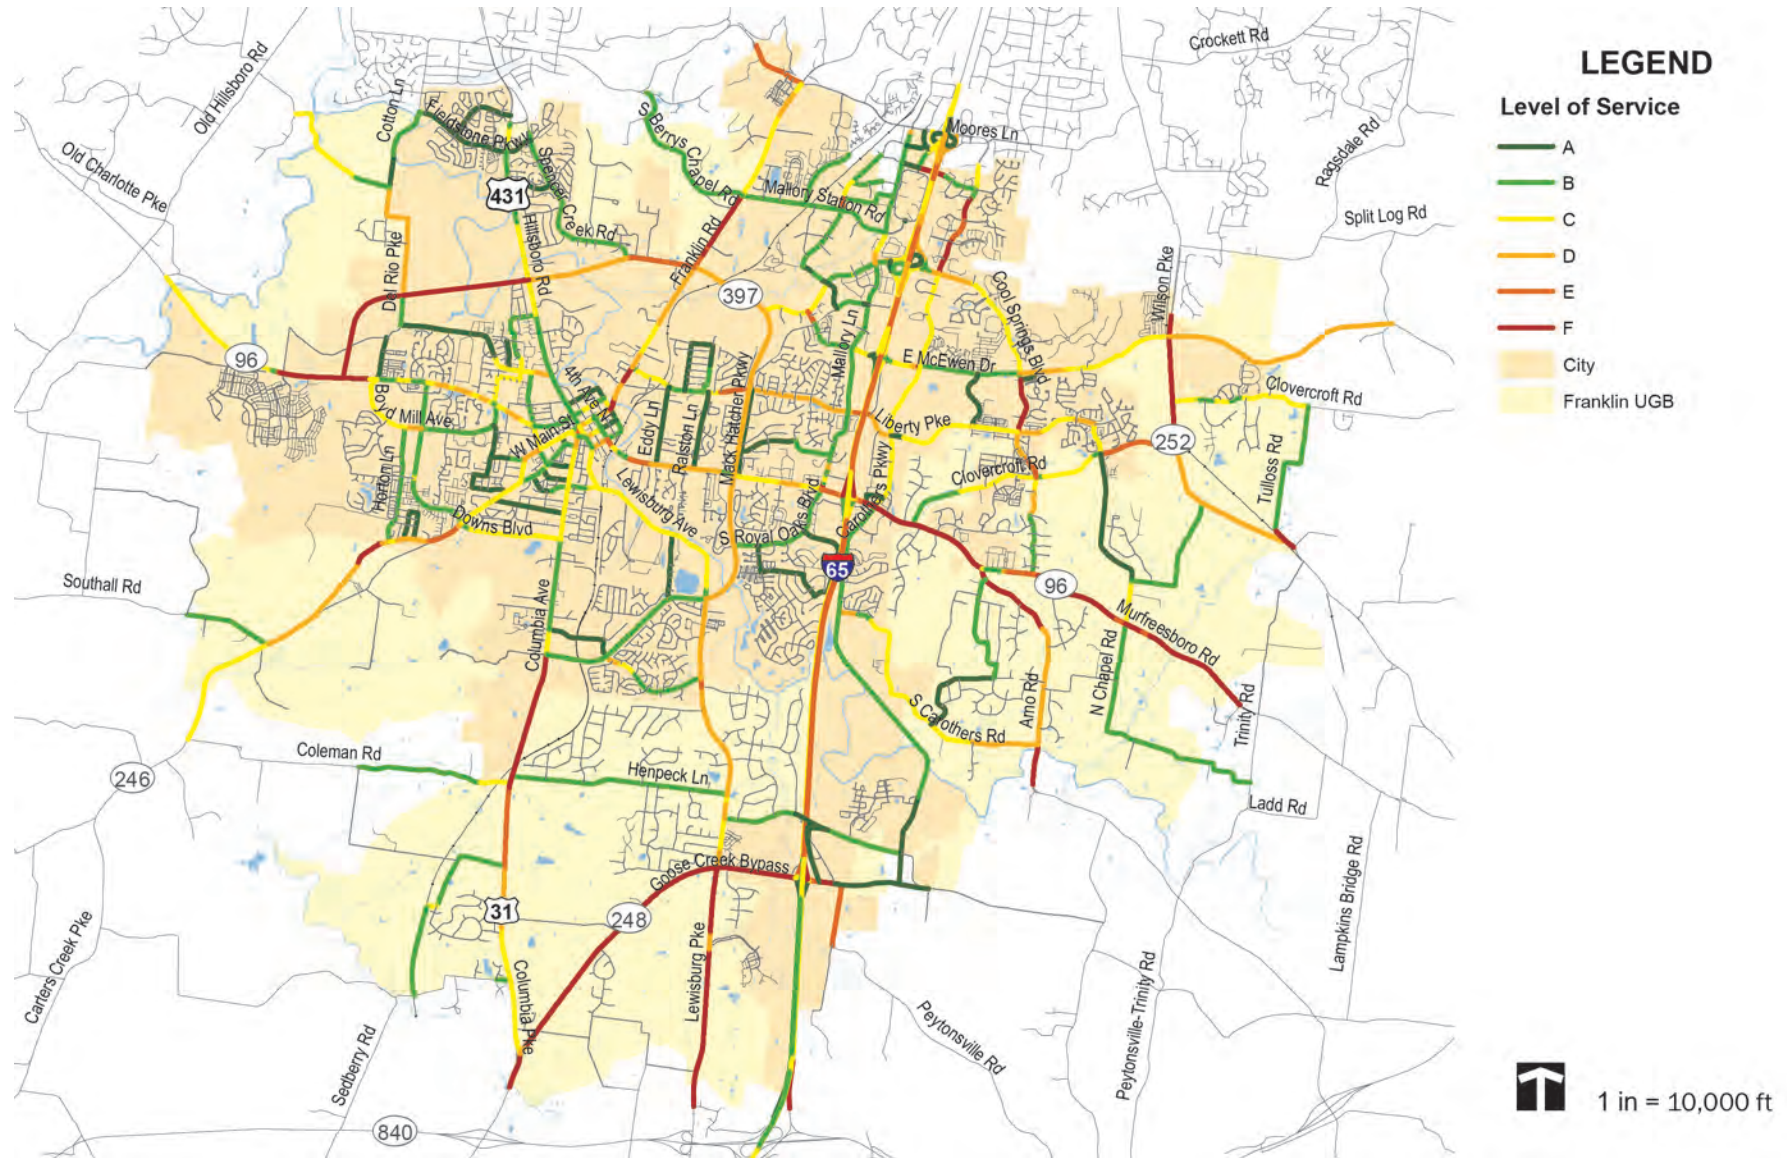 Crockett Rd
Old Hillsboro Rd
Cotton Ln
Fieldstone Pkwy
S Berrys Chapel Rd
Moores Ln
Ragsdale Rd
Old Charlotte Pke
Spencer Creek Rd
431
Mallory Station Rd
Split Log Rd
Hillsboro Rd
Franklin Rd
Del Rio Pke
397
Wilson Pke
Cool Springs Blvd
Mallory Ln
96
E McEwen Dr
4th Ave N
Clovercroft Rd
Boyd Mill Ave
W Main St
Eddy Ln
Ralston Ln
Mack Hatcher Pkwy
Liberty Pke
252
Horton Ln
Clovercroft Rd
Tulloss Rd
Lewisburg Ave
Downs Blvd
S Royal Oaks Blvd
Carothers Pkwy
65
96
Southall Rd
Columbia Ave
Murfreesboro Rd
N Chapel Rd
Arno Rd
S Carothers Rd
Trinity Rd
Coleman Rd
246
Henpeck Ln
Ladd Rd
Goose Creek Bypass
31
248
Lampkins Bridge Rd
Carters Creek Pke
Lewisburg Pke
Columbia Pke
Peytonsville Rd
Peytonsville-Trinity Rd
Sedberry Rd
840
LEGEND
Level of Service
A
B
C
D
E
F
City
Franklin UGB
1 in = 10,000 ft